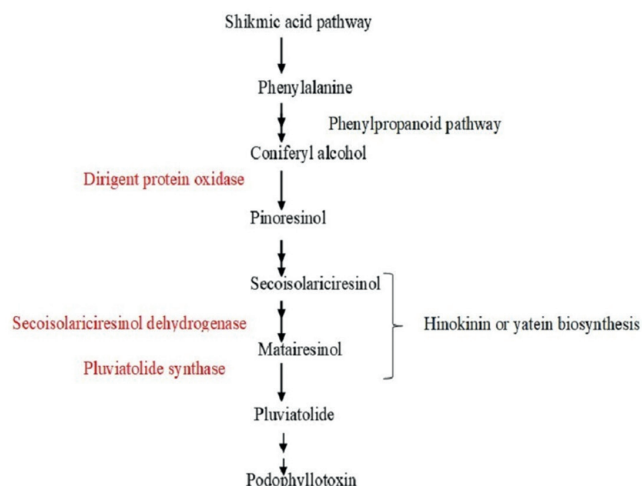 Shikmic acid pathway
Phenylalanine
Phenylpropanoid pathway
Coniferyl alcohol
Dirigent protein oxidase
Pinoresinol
Secoisolariciresinol
Secoisolariciresinol dehydrogenase
Hinokinin or yatein biosynthesis
Matairesinol
Pluviatolide synthase
Pluviatolide
Podophyllotoxin